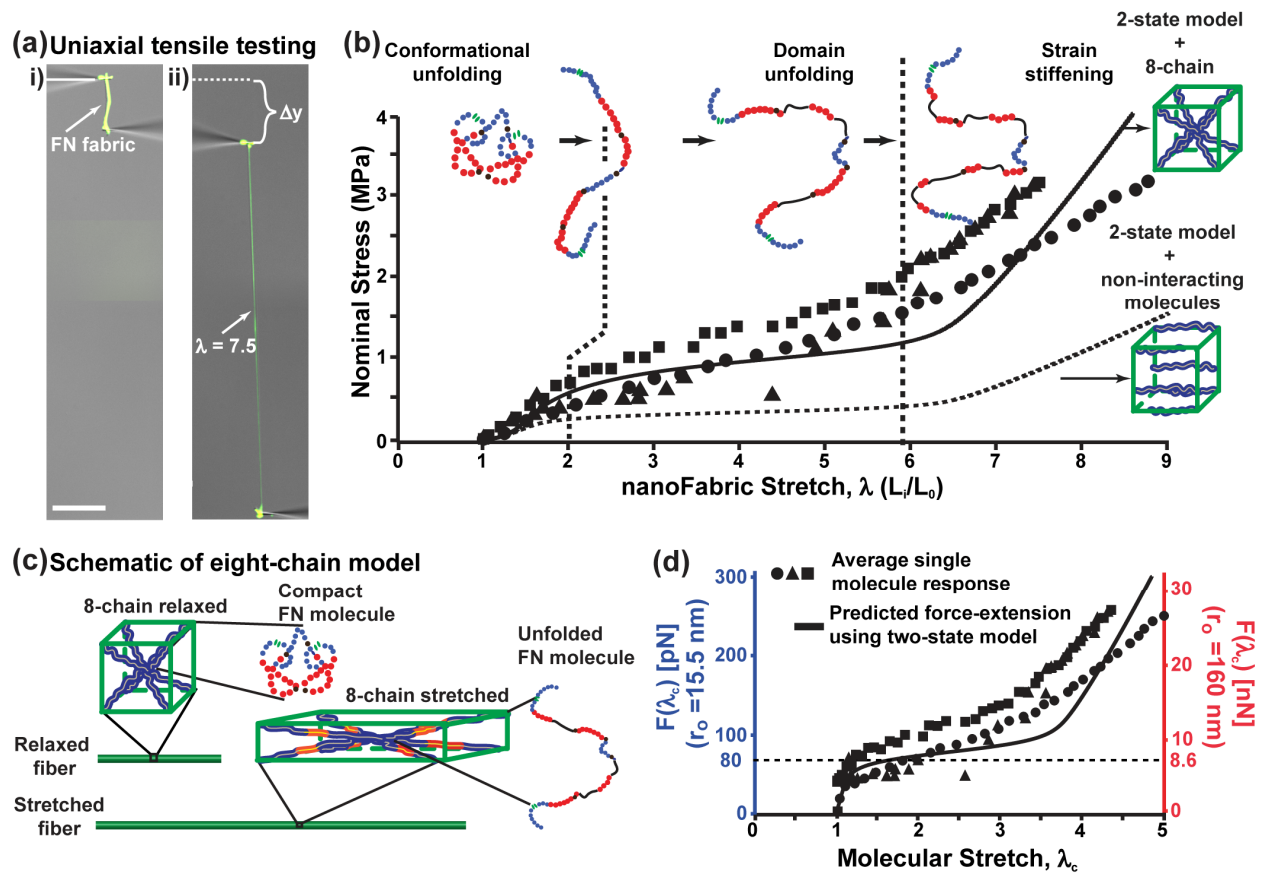 (a) Uniaxial tensile testing
i)
ii)
Δy
FN fabric
λ = 7.5
(b)
Conformational
unfolding
Domain
unfolding
Strain
stiffening
2-state model
+
8-chain
2-state model
+
non-interacting
molecules
Nominal Stress (MPa)
4
3
2
1
0
0 1 2 3 4 5 6 7 8 9
nanoFabric Stretch, λ (Lᵢ/L₀)
(c) Schematic of eight-chain model
8-chain relaxed
Compact
FN molecule
Unfolded
FN molecule
8-chain stretched
Relaxed
fiber
Stretched
fiber
(d)
Average single
molecule response
Predicted force-extension
using two-state model
F(λc) [pN]
(rₒ =15.5 nm)
300
200
100
80
0
F(λc) [nN]
(rₒ =160 nm)
30
20
10
8.6
0
0 1 2 3 4 5
Molecular Stretch, λc